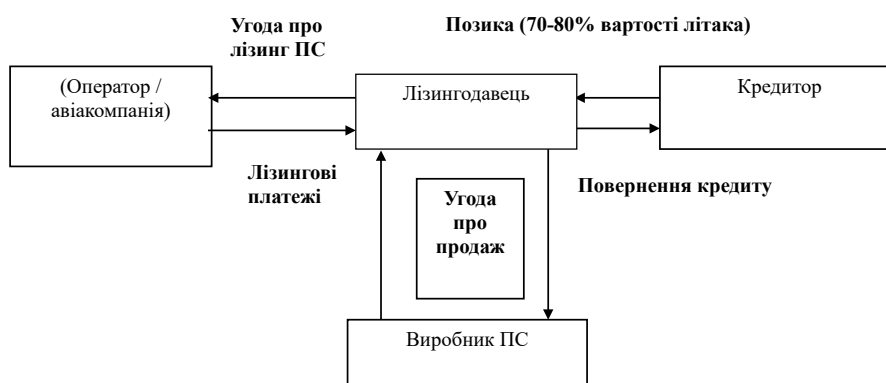 Угода про
лізинг ПС
Позика (70-80% вартості літака)
(Оператор /
авіакомпанія)
Лізингодавець
Кредитор
Лізингові
платежі
Угода
про
продаж
Повернення кредиту
Виробник ПС